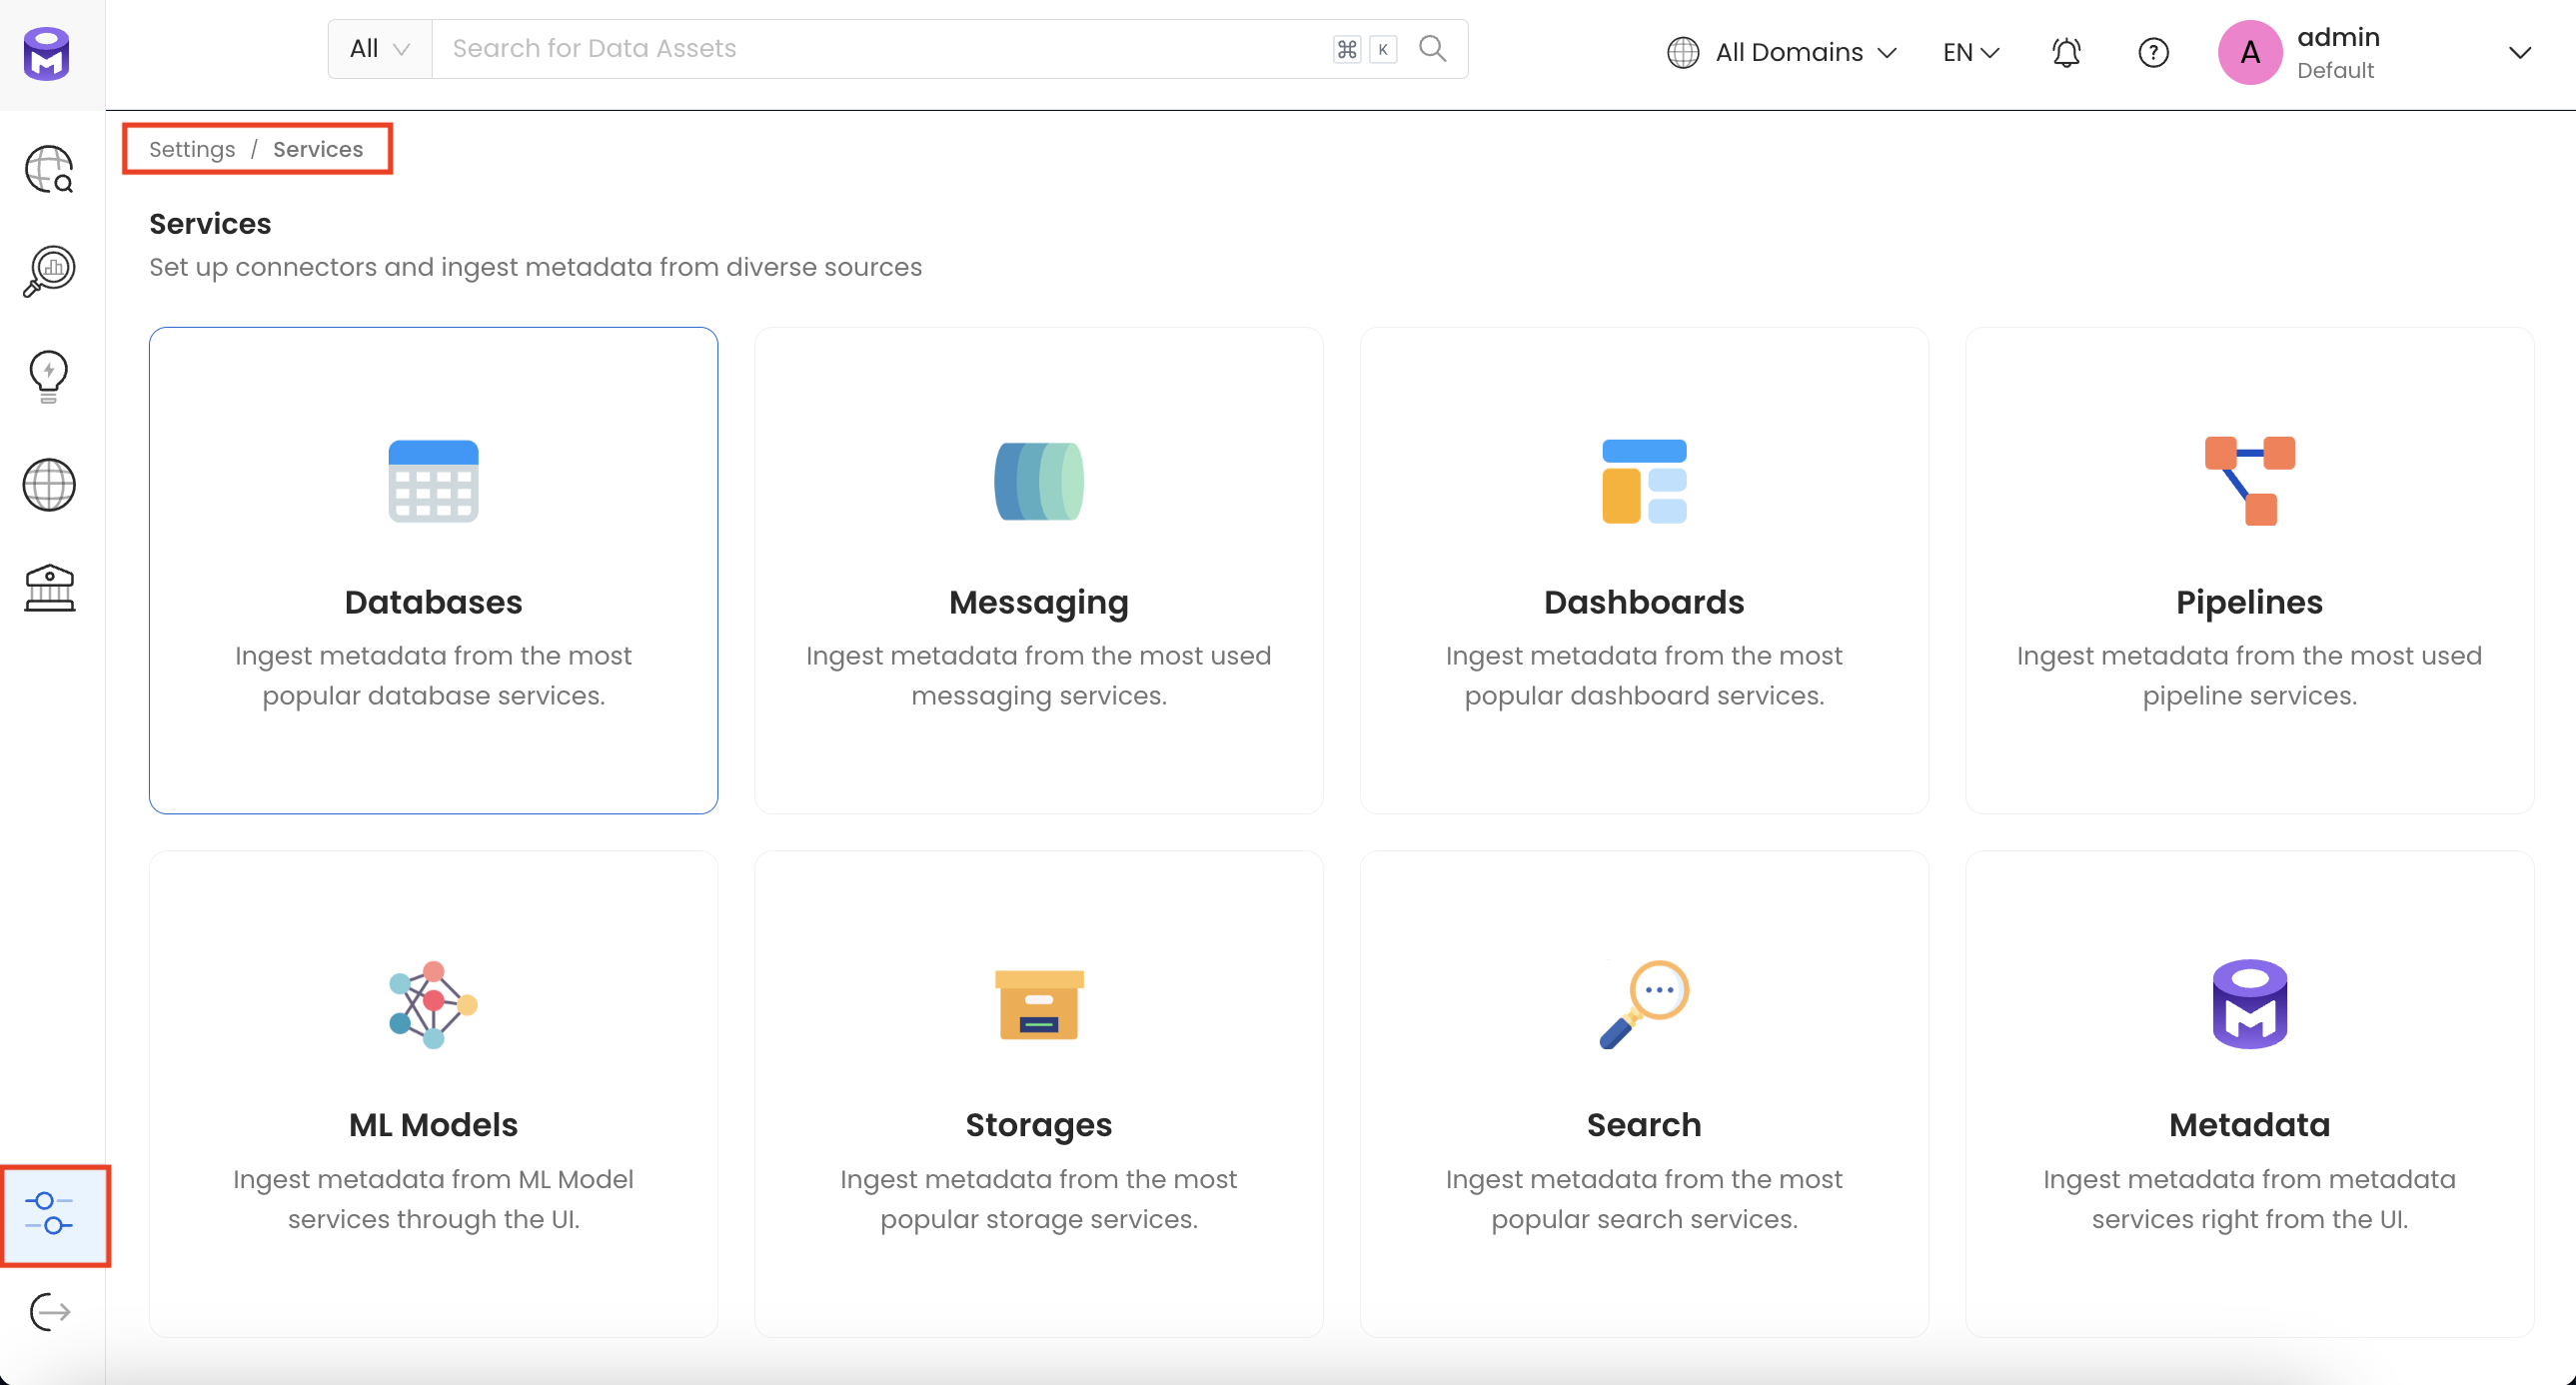 All
Search for Data Assets
⌘ K
All Domains
EN
?
A
admin
Default
Settings / Services
Services
Set up connectors and ingest metadata from diverse sources
Databases
Ingest metadata from the most
popular database services.
Messaging
Ingest metadata from the most used
messaging services.
Dashboards
Ingest metadata from the most
popular dashboard services.
Pipelines
Ingest metadata from the most used
pipeline services.
ML Models
Ingest metadata from ML Model
services through the UI.
Storages
Ingest metadata from the most
popular storage services.
Search
Ingest metadata from the most
popular search services.
Metadata
Ingest metadata from metadata
services right from the UI.